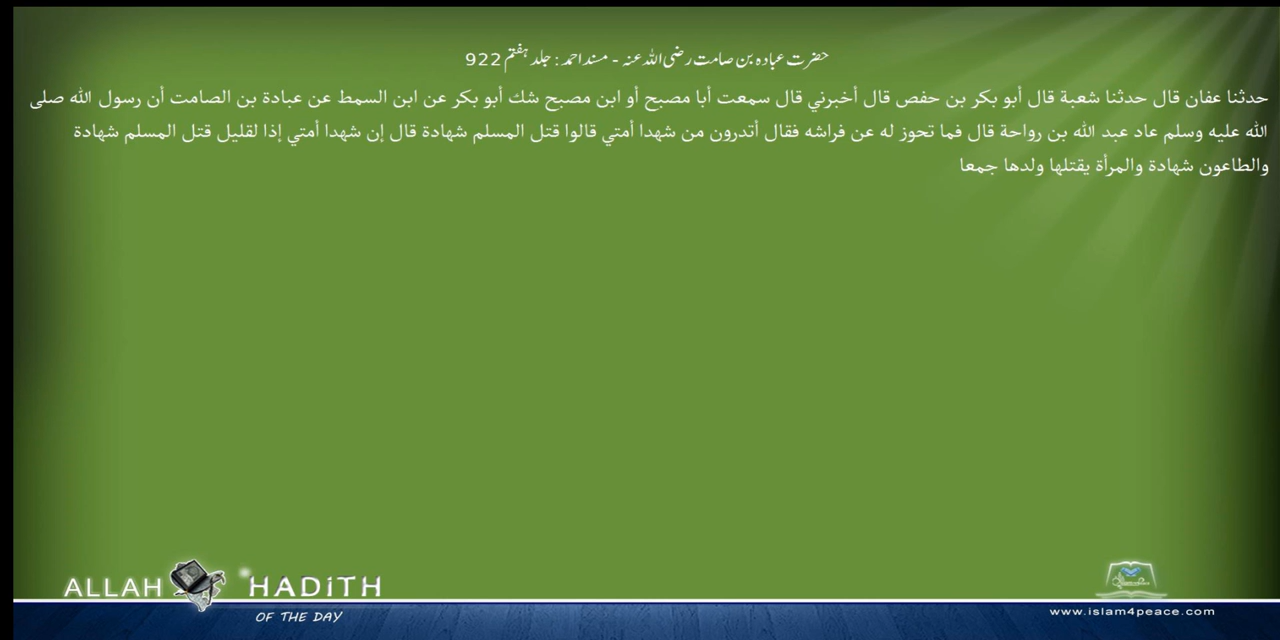 حضرت عبادہ بن صامت رضی اللہ عنہ - مسند احمد : جلد ہفتم 922
حدثنا عفان قال حدثنا شعبة قال أبو بكر بن حفص قال أخبرني قال سمعت أبا مصبح أو ابن مصبح شك أبو بكر عن ابن السمط عن عبادة بن الصامت أن رسول الله صلى
الله عليه وسلم عاد عبد الله بن رواحة قال فما تحوز له عن فراشه فقال أتدرون من شهدا أمتي قالوا قتل المسلم شهادة قال إن شهدا أمتي إذا لقليل قتل المسلم شهادة
والطاعون شهادة والمرأة يقتلها ولدها جمعا
ALLAH HADITH
OF THE DAY
www.islam4peace.com